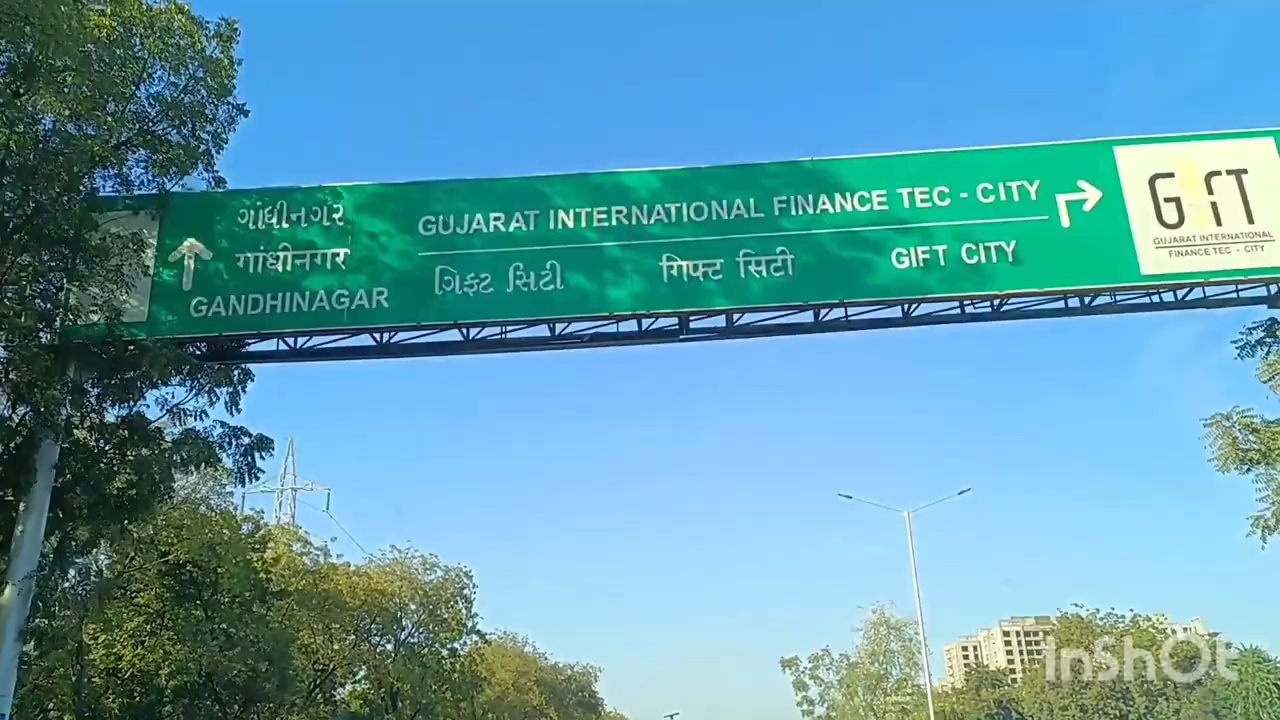 ગાંધીનગર
गांधीनगर
GANDHINAGAR
GUJARAT INTERNATIONAL FINANCE TEC - CITY
ગિફ્ટ સિટી गिफ्ट सिटी GIFT CITY
GIFT
GUJARAT INTERNATIONAL
FINANCE TEC - CITY
InShOt